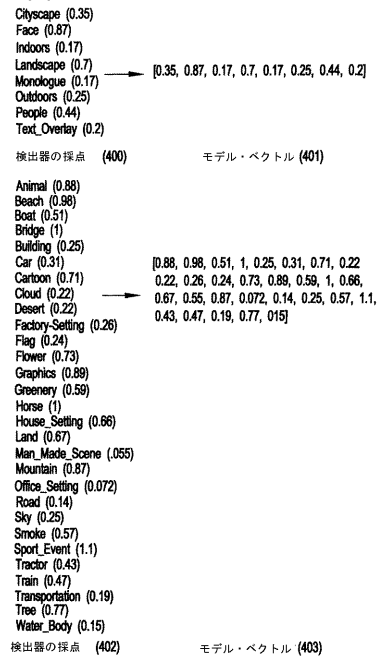 Cityscape (0.35)
Face (0.87)
Indoors (0.17)
Landscape (0.7)
Monologue (0.17)
Outdoors (0.25)
People (0.44)
Text_Overlay (0.2)
[0.35, 0.87, 0.17, 0.7, 0.17, 0.25, 0.44, 0.2]
検出器の採点 (400)
モデル・ベクトル (401)
Animal (0.88)
Beach (0.98)
Boat (0.51)
Bridge (1)
Building (0.25)
Car (0.31)
Cartoon (0.71)
Cloud (0.22)
Desert (0.22)
Factory-Setting (0.26)
Flag (0.24)
Flower (0.73)
Graphics (0.89)
Greenery (0.59)
Horse (1)
House_Setting (0.66)
Land (0.67)
Man_Made_Scene (.055)
Mountain (0.87)
Office_Setting (0.072)
Road (0.14)
Sky (0.25)
Smoke (0.57)
Sport_Event (1.1)
Tractor (0.43)
Train (0.47)
Transportation (0.19)
Tree (0.77)
Water_Body (0.15)
[0.88, 0.98, 0.51, 1, 0.25, 0.31, 0.71, 0.22
0.22, 0.26, 0.24, 0.73, 0.89, 0.59, 1, 0.66,
0.67, 0.55, 0.87, 0.072, 0.14, 0.25, 0.57, 1.1,
0.43, 0.47, 0.19, 0.77, 015]
検出器の採点 (402)
モデル・ベクトル (403)